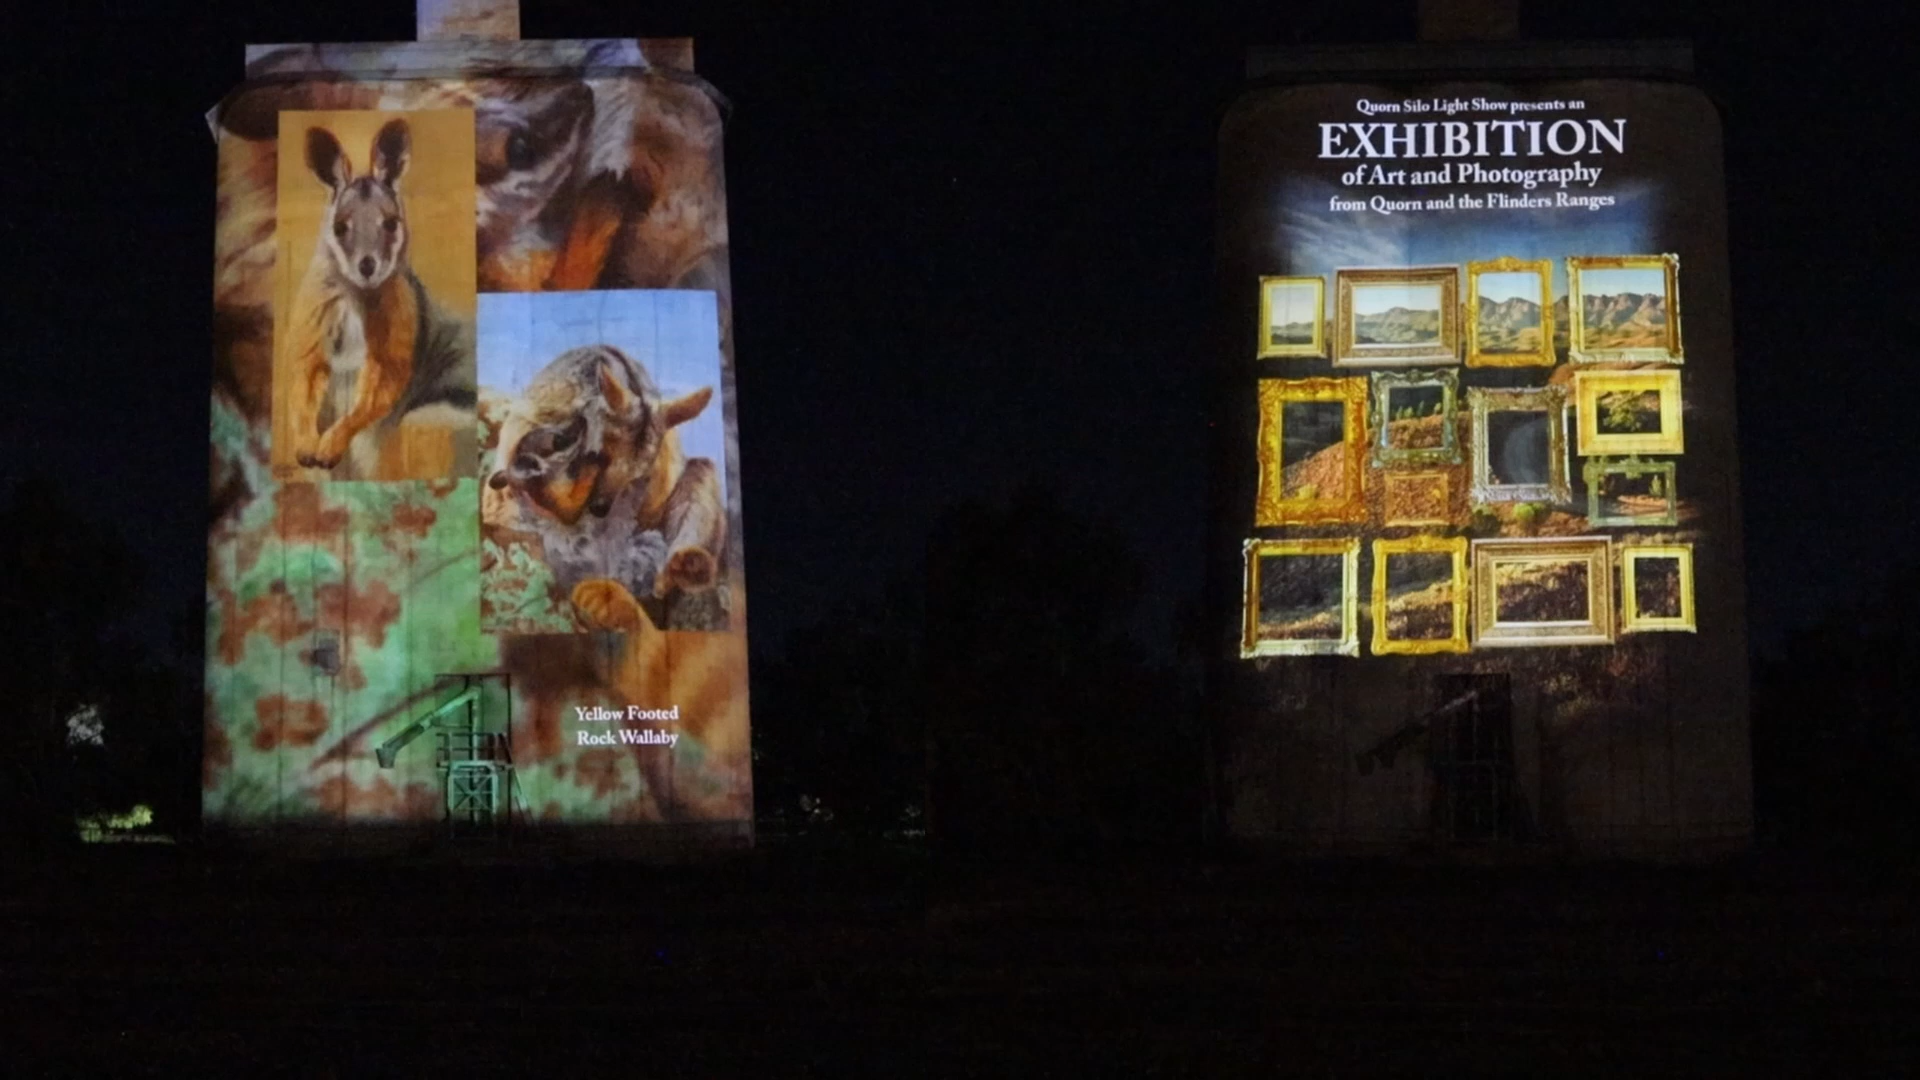 Yellow Footed
Rock Wallaby
Quorn Silo Light Show presents an
EXHIBITION
of Art and Photography
from Quorn and the Flinders Ranges